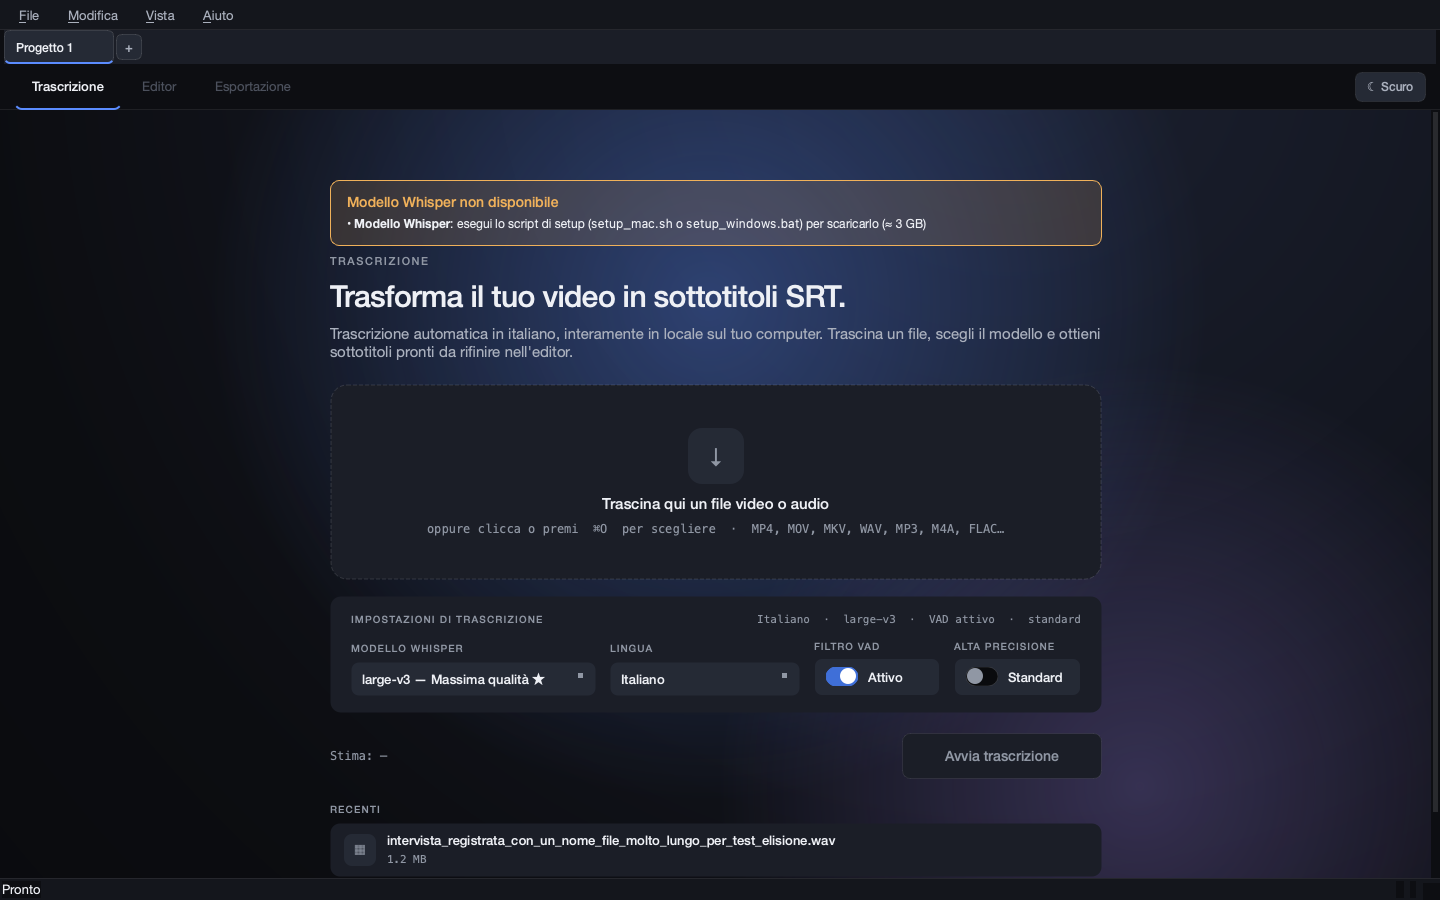 File Modifica Vista Aiuto
Progetto 1 +
Trascrizione Editor Esportazione
☾ Scuro
Modello Whisper non disponibile
• Modello Whisper: esegui lo script di setup (setup_mac.sh o setup_windows.bat) per scaricarlo (≈ 3 GB)
TRASCRIZIONE
Trasforma il tuo video in sottotitoli SRT.
Trascrizione automatica in italiano, interamente in locale sul tuo computer. Trascina un file, scegli il modello e ottieni
sottotitoli pronti da rifinire nell'editor.
↓
Trascina qui un file video o audio
oppure clicca o premi ⌘O per scegliere · MP4, MOV, MKV, WAV, MP3, M4A, FLAC…
IMPOSTAZIONI DI TRASCRIZIONE
Italiano · large-v3 · VAD attivo · standard
MODELLO WHISPER LINGUA FILTRO VAD ALTA PRECISIONE
large-v3 — Massima qualità ★ Italiano Attivo Standard
Stima: —
Avvia trascrizione
RECENTI
intervista_registrata_con_un_nome_file_molto_lungo_per_test_elisione.wav
1.2 MB
Pronto